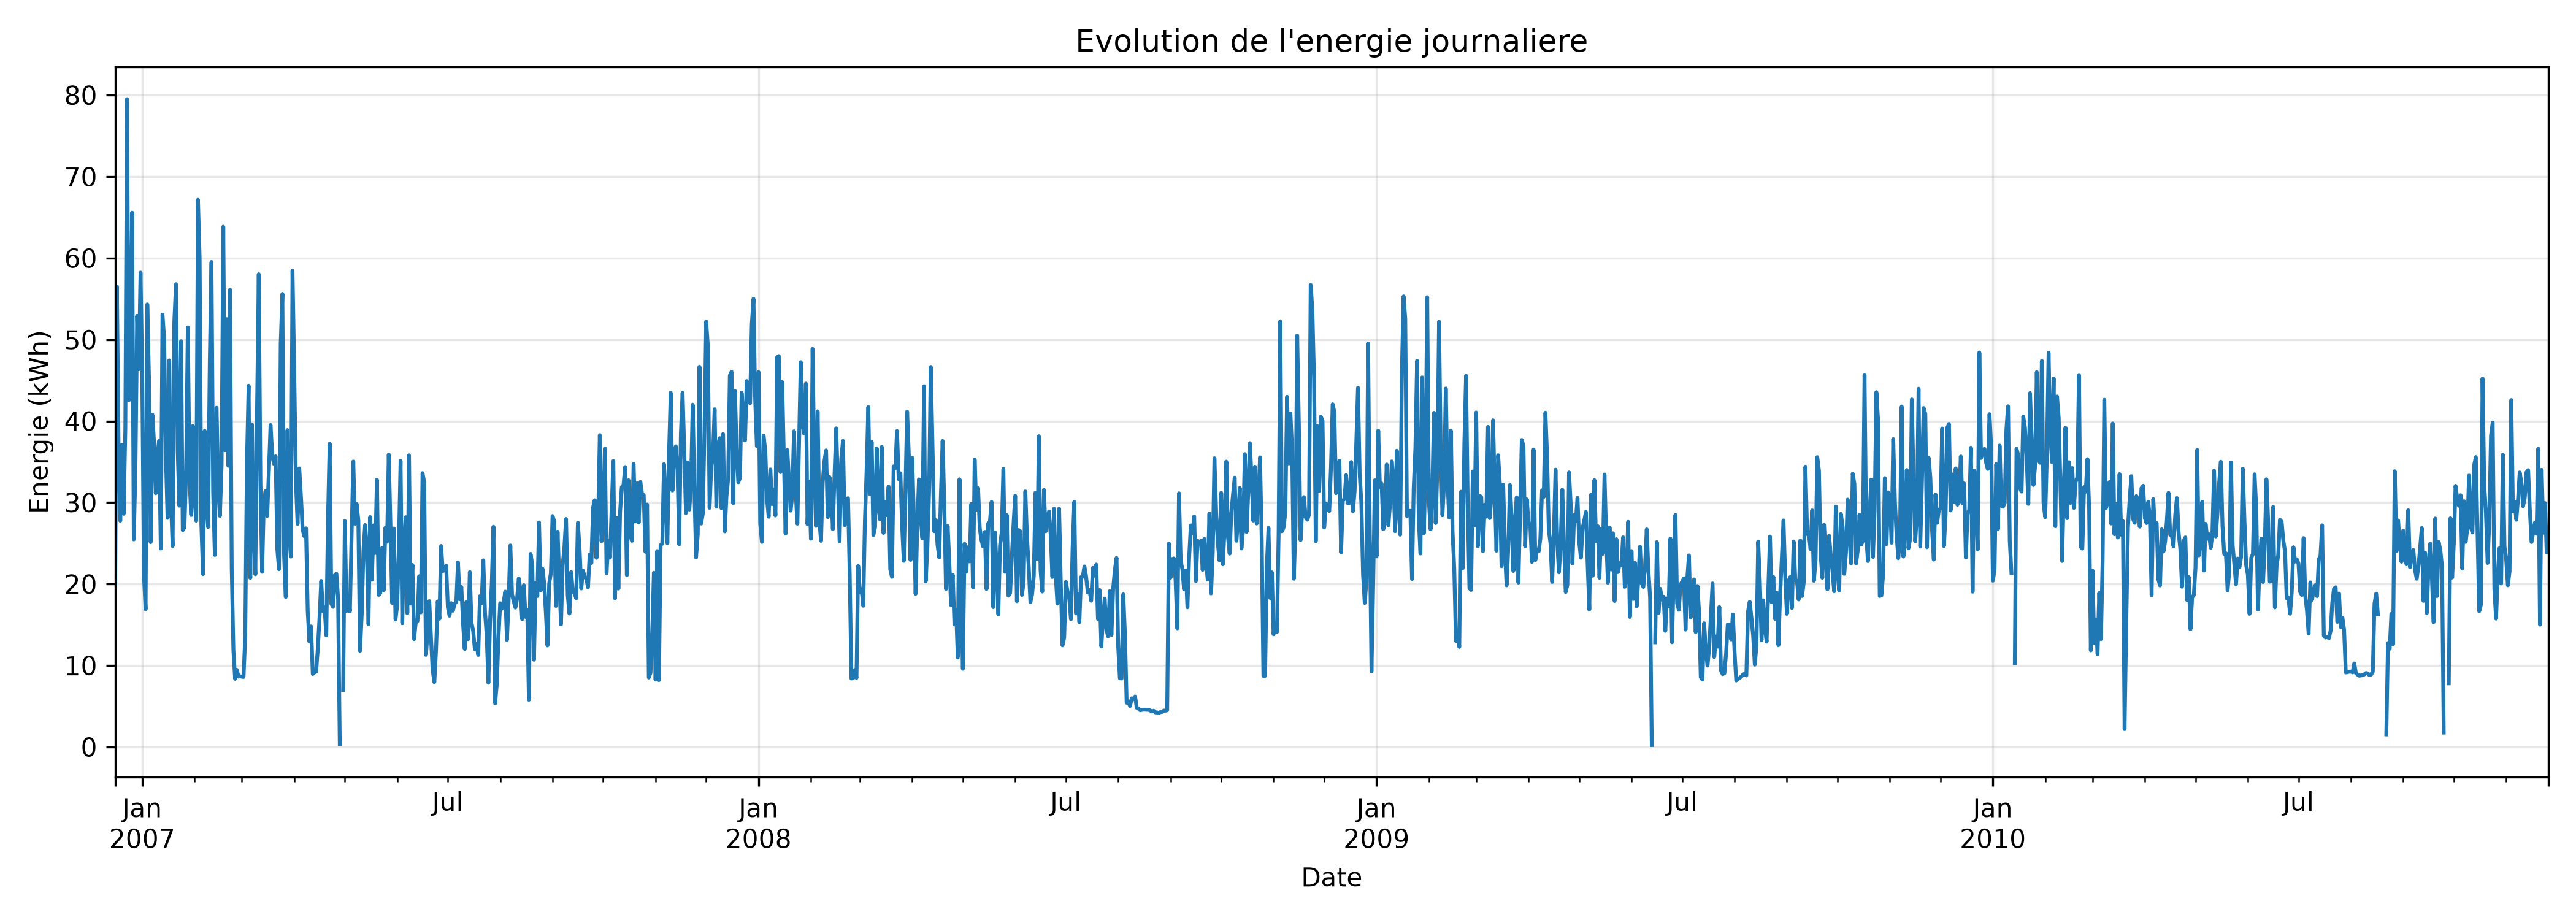 Evolution de l'energie journaliere
80
70
60
50
40
30
20
10
0
Energie (kWh)
Jan
2007
Jul
Jan
2008
Jul
Jan
2009
Jul
Jan
2010
Jul
Date